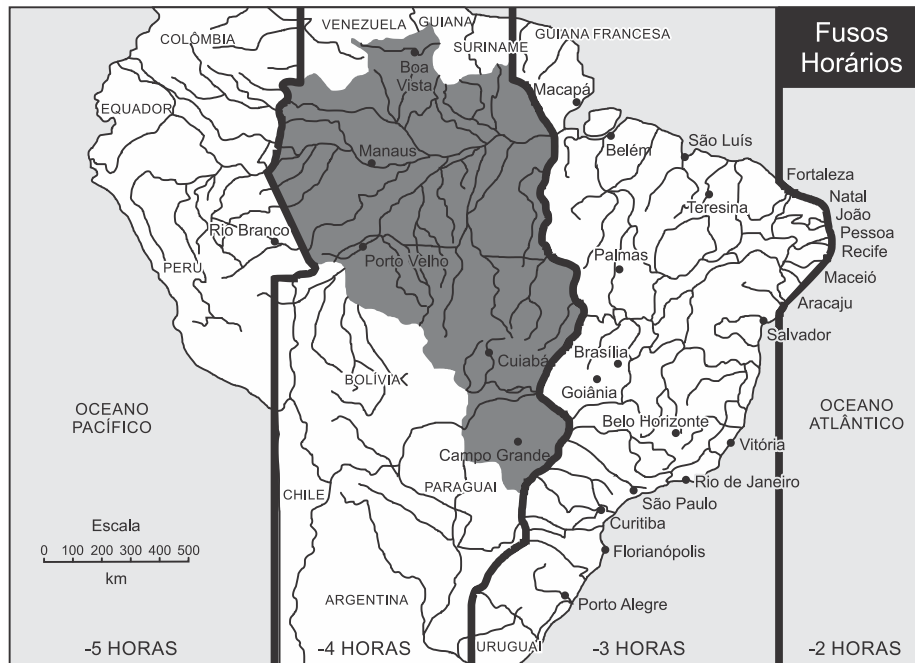 Fusos
Horários
VENEZUELA
GUIANA
COLÔMBIA
SURINAME
GUIANA FRANCESA
Boa
Vista
Macapá
EQUADOR
Manaus
Belém
São Luís
Fortaleza
Teresina
Natal
João
Pessoa
Recife
Maceió
Aracaju
Salvador
Rio Branco
Porto Velho
Palmas
PERU
Cuiabá
Brasília
Goiânia
BOLÍVIA
OCEANO
PACÍFICO
OCEANO
ATLÂNTICO
Belo Horizonte
Vitória
Campo Grande
CHILE
PARAGUAI
Rio de Janeiro
São Paulo
Curitiba
Florianópolis
Escala
0 100 200 300 400 500
km
ARGENTINA
Porto Alegre
URUGUAI
-5 HORAS
-4 HORAS
-3 HORAS
-2 HORAS